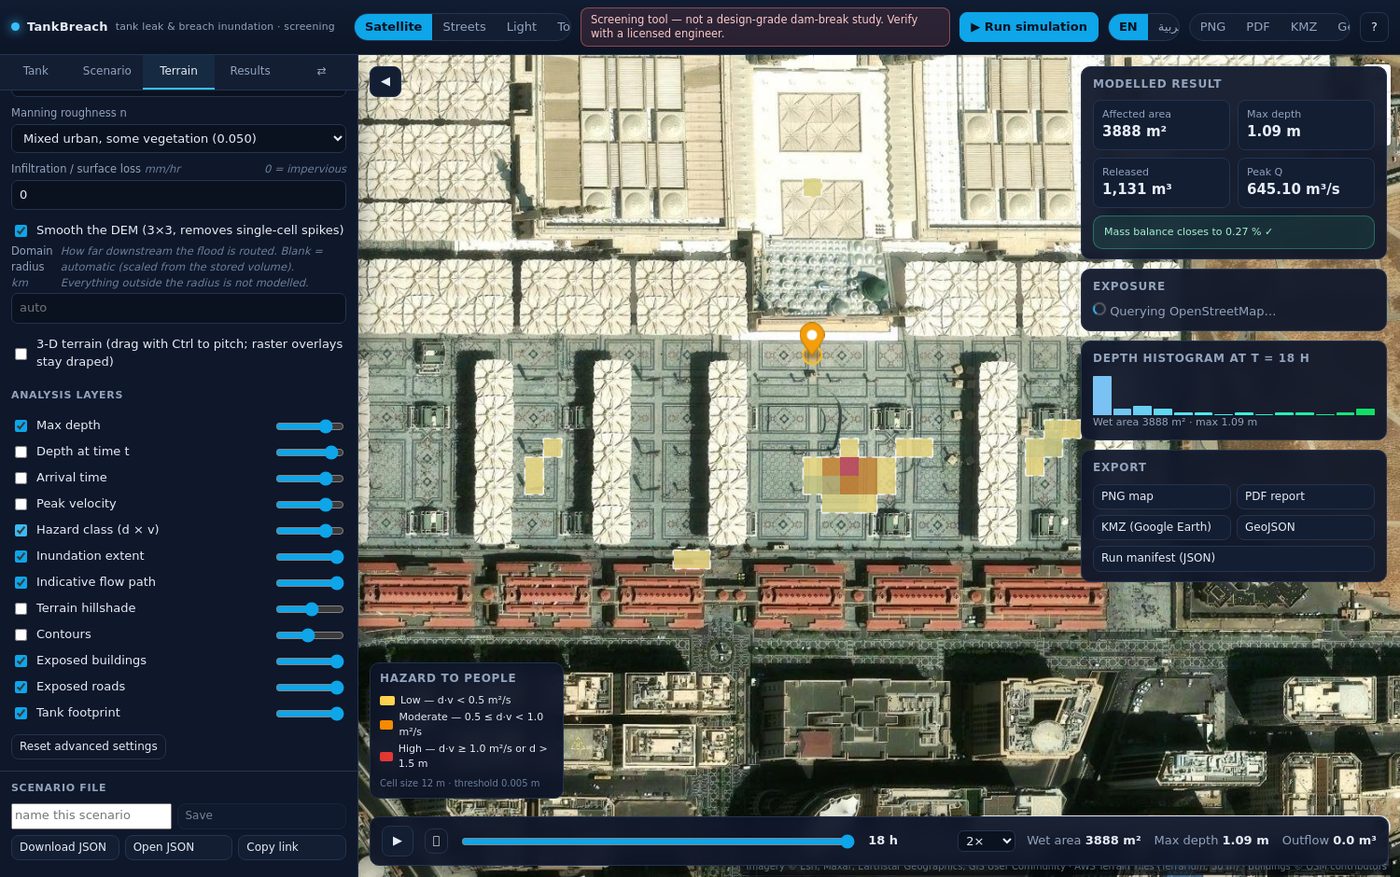 TankBreach tank leak & breach inundation · screening
Satellite Streets Light To
Screening tool — not a design-grade dam-break study. Verify
with a licensed engineer.
▶ Run simulation
EN
PNG PDF KMZ
?
Tank Scenario Terrain Results ⇄
Manning roughness n
Mixed urban, some vegetation (0.050)
Infiltration / surface loss mm/hr 0 = impervious
0
Smooth the DEM (3×3, removes single-cell spikes)
Domain radius km
How far downstream the flood is routed. Blank =
automatic (scaled from the stored volume).
Everything outside the radius is not modelled.
auto
3-D terrain (drag with Ctrl to pitch; raster overlays
stay draped)
ANALYSIS LAYERS
Max depth
Depth at time t
Arrival time
Peak velocity
Hazard class (d × v)
Inundation extent
Indicative flow path
Terrain hillshade
Contours
Exposed buildings
Exposed roads
Tank footprint
Reset advanced settings
SCENARIO FILE
name this scenario Save
Download JSON Open JSON Copy link
◀
MODELLED RESULT
Affected area
3888 m²
Max depth
1.09 m
Released
1,131 m³
Peak Q
645.10 m³/s
Mass balance closes to 0.27 % ✓
EXPOSURE
Querying OpenStreetMap…
DEPTH HISTOGRAM AT T = 18 H
Wet area 3888 m² · max 1.09 m
EXPORT
PNG map PDF report
KMZ (Google Earth) GeoJSON
Run manifest (JSON)
HAZARD TO PEOPLE
Low — d·v < 0.5 m²/s
Moderate — 0.5 ≤ d·v < 1.0
m²/s
High — d·v ≥ 1.0 m²/s or d >
1.5 m
Cell size 12 m · threshold 0.005 m
▶ 18 h 2× Wet area 3888 m² Max depth 1.09 m Outflow 0.0 m³